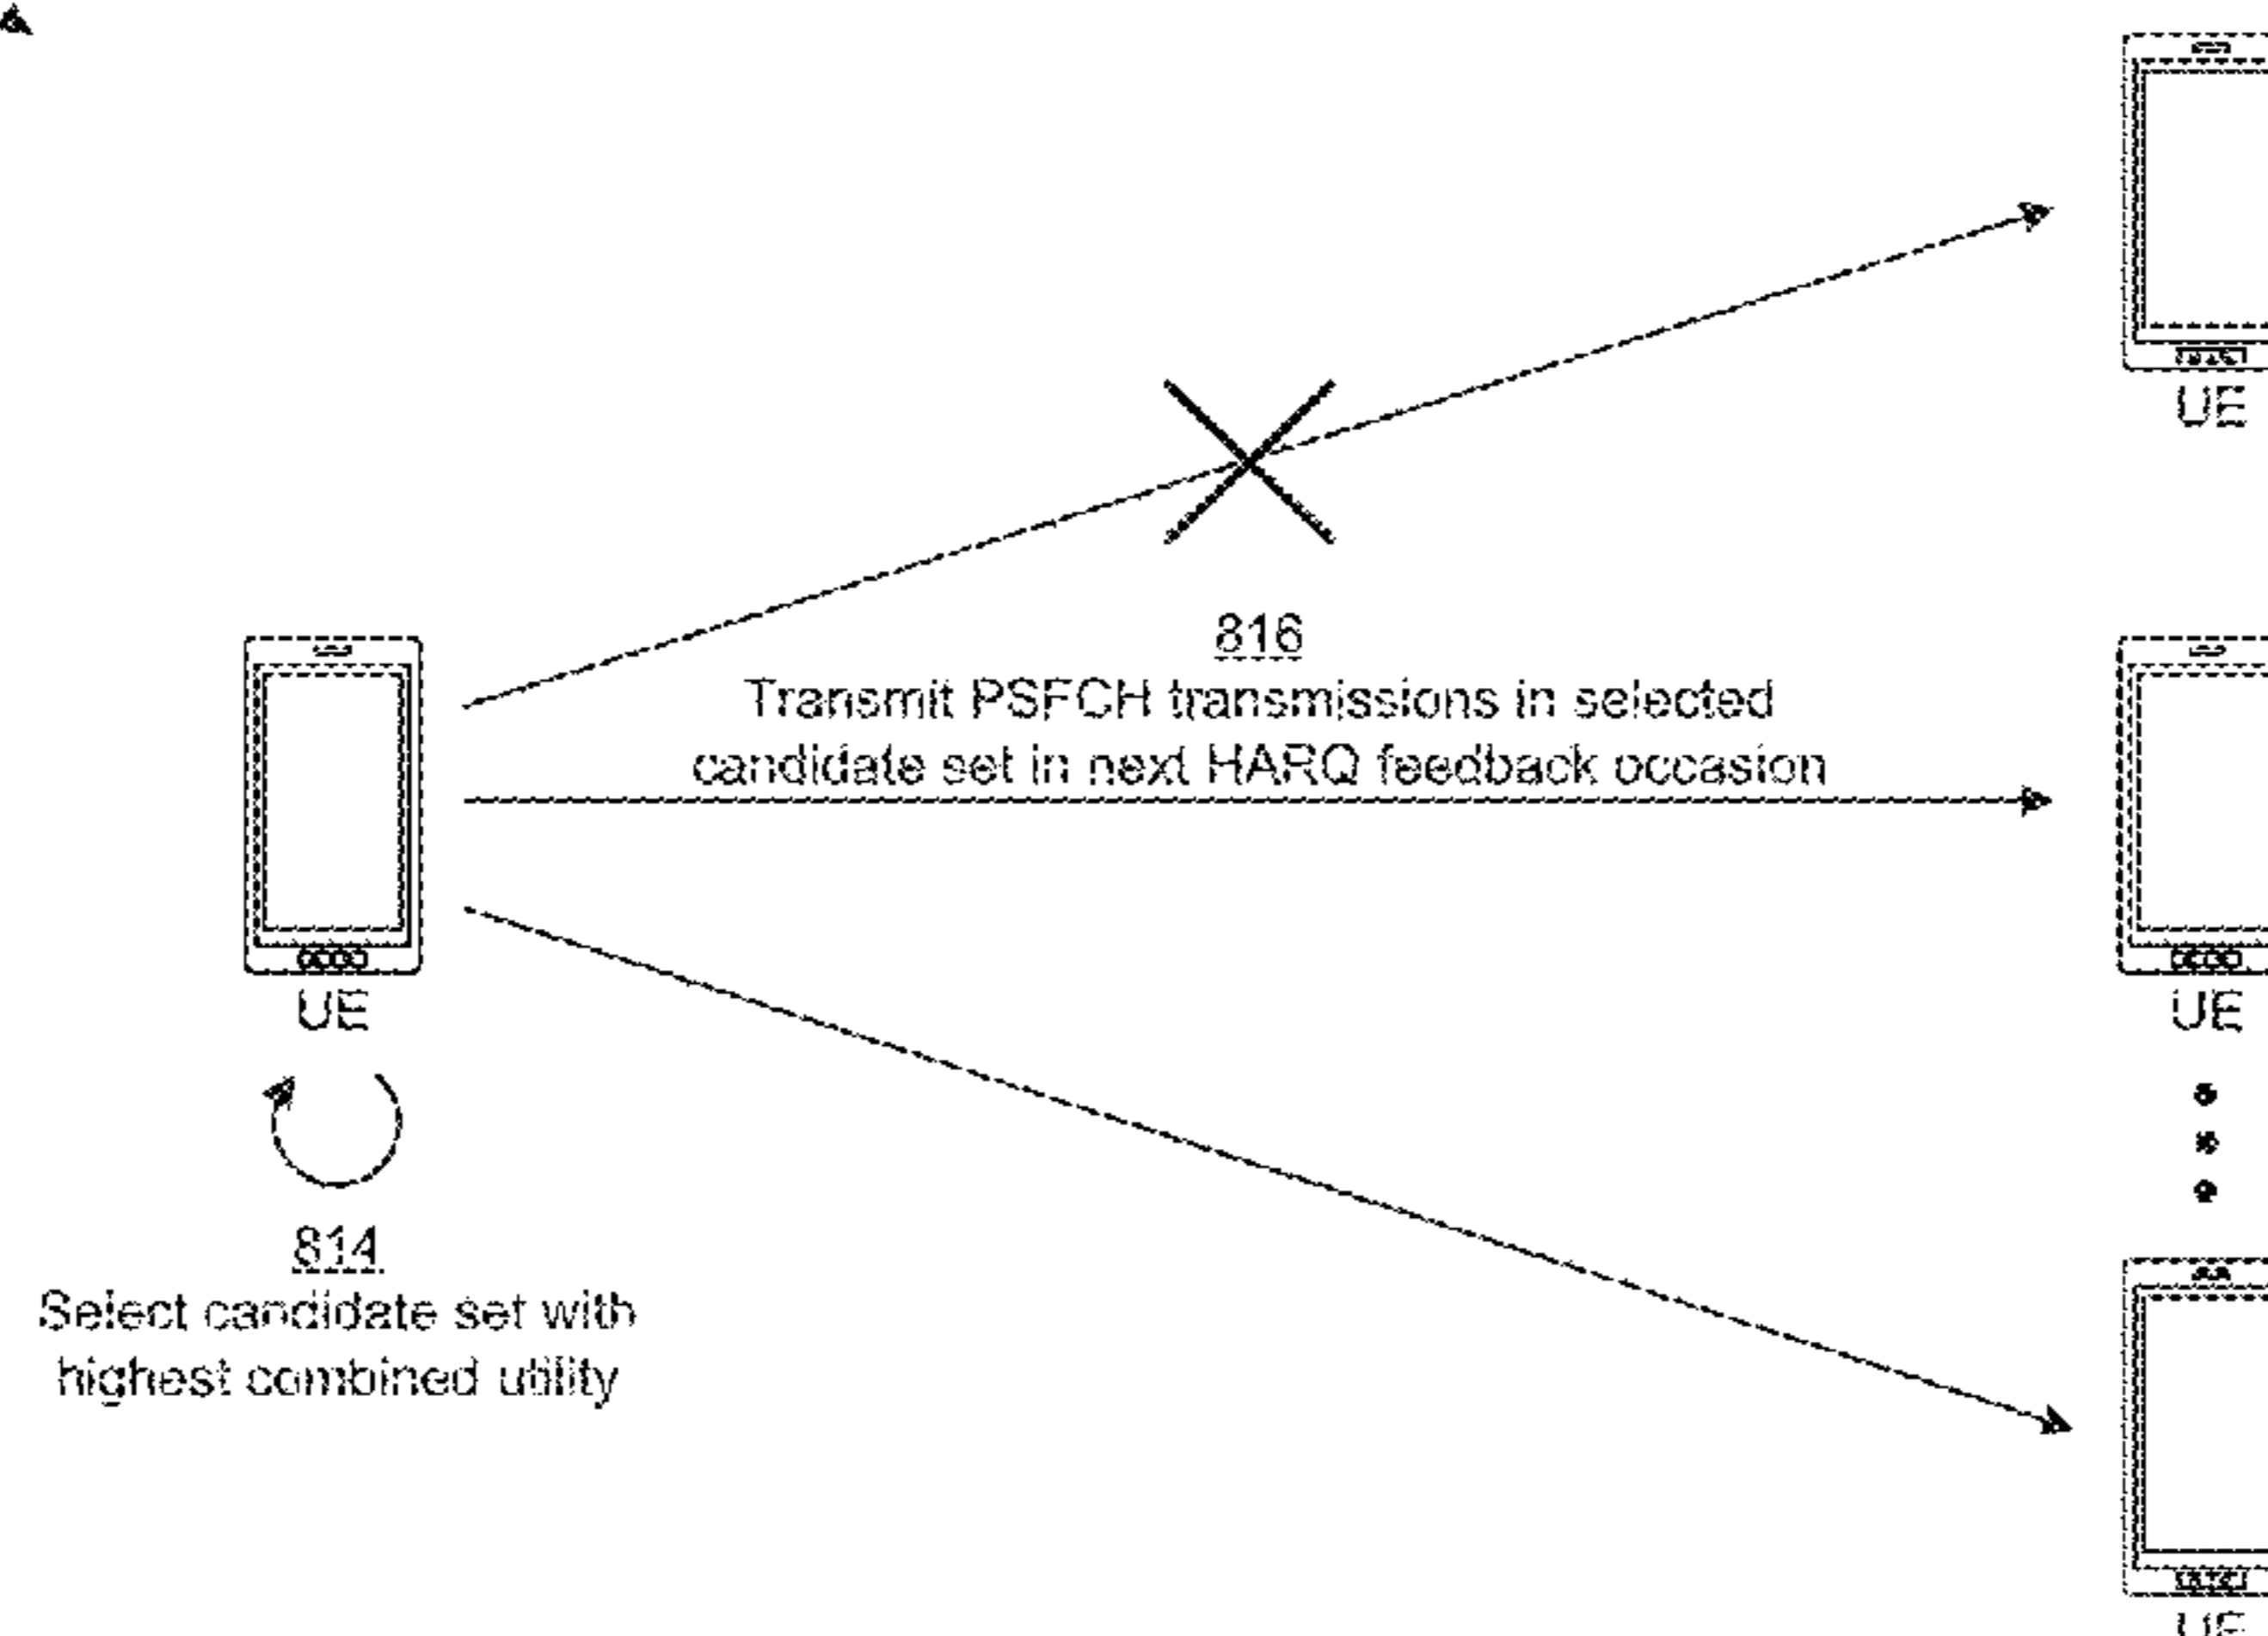 UE
816
Transmit PSFCH transmissions in selected
candidate set in next HARQ feedback occasion
UE
UE
814
Select candidate set with
highest combined utility
UE